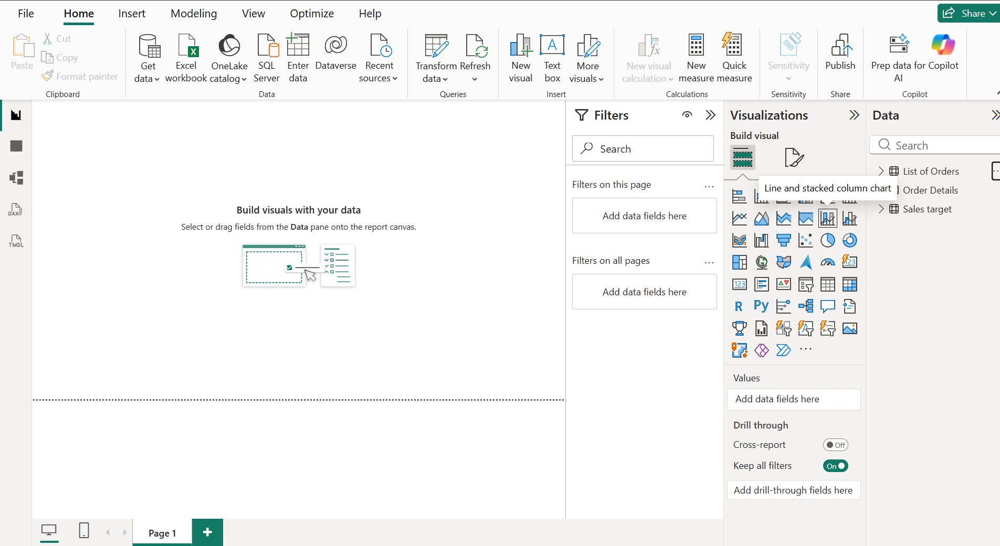 File Home Insert Modeling View Optimize Help Share
Paste
Cut
Copy
Format painter
Clipboard
Get data
Excel workbook
OneLake catalog
SQL Server
Enter data
Dataverse
Recent sources
Data
Transform data
Refresh
Queries
New visual
Text box
More visuals
Insert
New visual calculation
New measure
Quick measure
Calculations
Sensitivity
Sensitivity
Publish
Share
Prep data for AI
Copilot
Copilot
DAX
TMDL
Build visuals with your data
Select or drag fields from the Data pane onto the report canvas.
Filters
Search
Filters on this page
Add data fields here
Filters on all pages
Add data fields here
Visualizations
Build visual
Line and stacked column chart
123
123
R Py
Values
Add data fields here
Drill through
Cross-report Off
Keep all filters On
Add drill-through fields here
Data
Search
List of Orders
Order Details
Sales target
Page 1